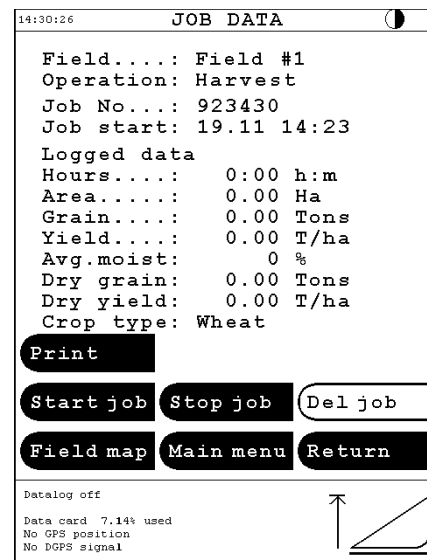 14:30:26 JOB DATA
Field....: Field #1
Operation: Harvest
Job No...: 923430
Job start: 19.11 14:23
Logged data
Hours....: 0:00 h:m
Area.....: 0.00 Ha
Grain....: 0.00 Tons
Yield....: 0.00 T/ha
Avg.moist: 0 %
Dry grain: 0.00 Tons
Dry yield: 0.00 T/ha
Crop type: Wheat
Print
Start job Stop job Del job
Field map Main menu Return
Datalog off
Data card 7.14% used
No GPS position
No DGPS signal